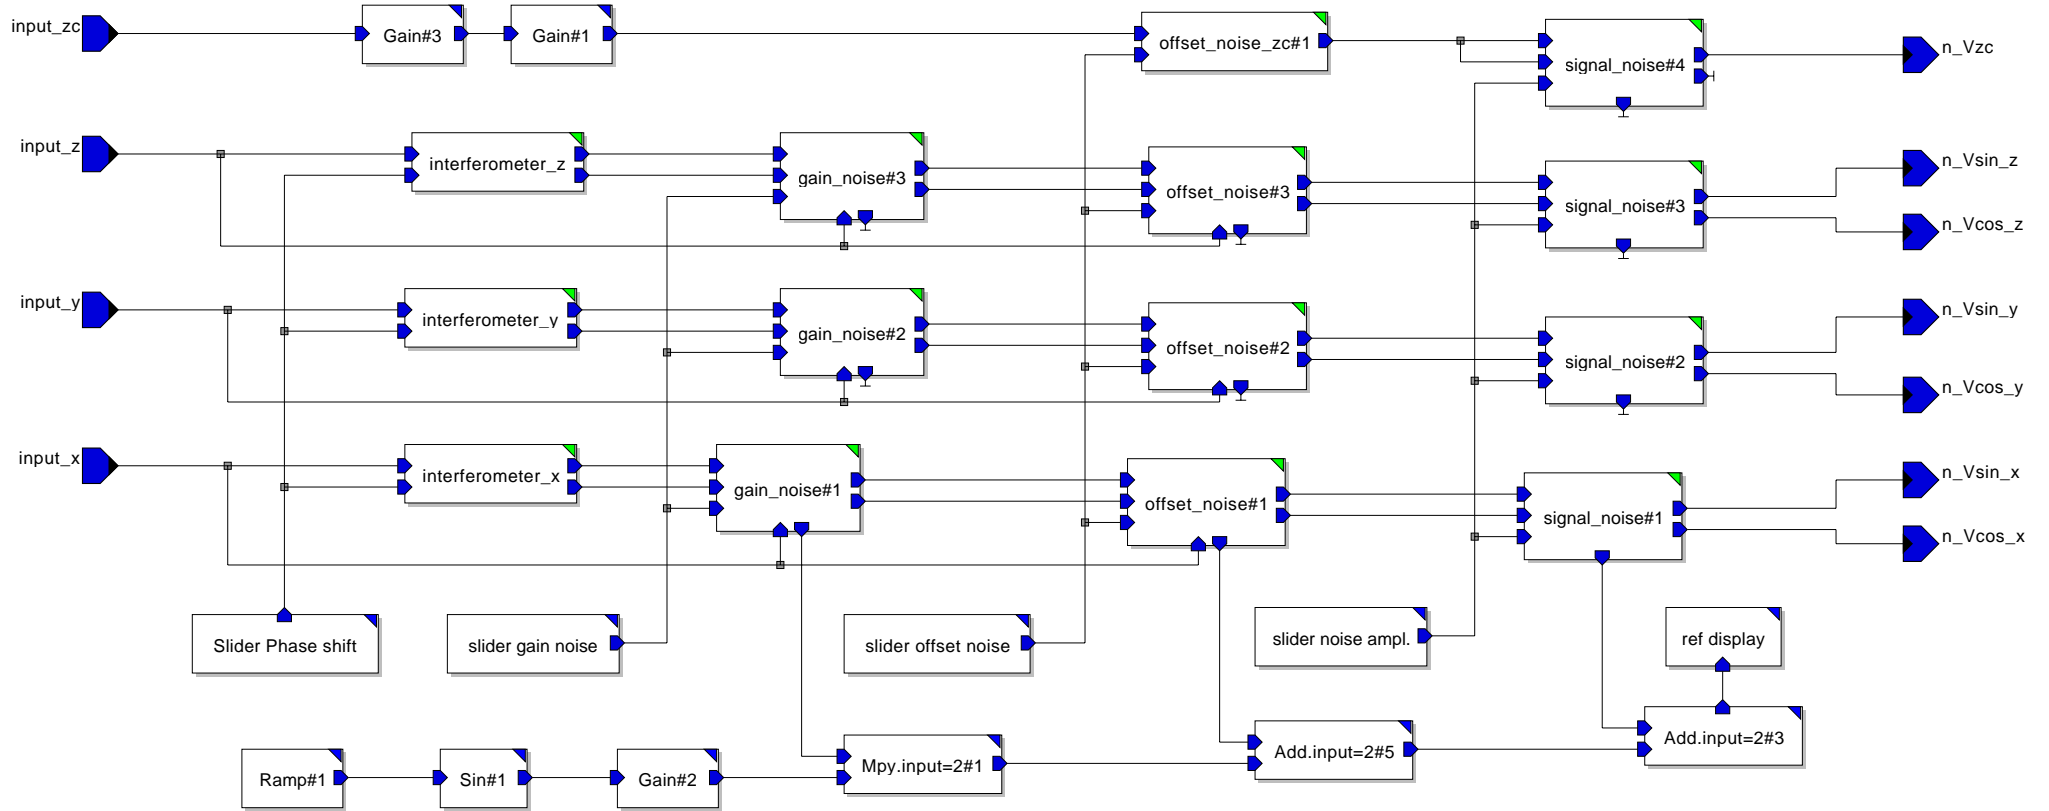 input_zc
Gain#3
Gain#1
offset_noise_zc#1
signal_noise#4
n_Vzc
input_z
interferometer_z
gain_noise#3
offset_noise#3
signal_noise#3
n_Vsin_z
n_Vcos_z
input_y
interferometer_y
gain_noise#2
offset_noise#2
signal_noise#2
n_Vsin_y
n_Vcos_y
input_x
interferometer_x
gain_noise#1
offset_noise#1
signal_noise#1
n_Vsin_x
n_Vcos_x
Slider Phase shift
slider gain noise
slider offset noise
slider noise ampl.
ref display
Ramp#1
Sin#1
Gain#2
Mpy.input=2#1
Add.input=2#5
Add.input=2#3